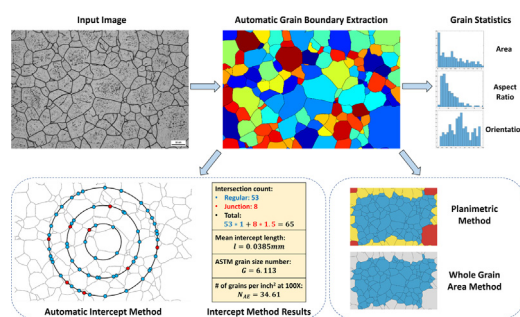 Input Image
Automatic Grain Boundary Extraction
Grain Statistics
Area
Aspect
Ratio
Orientatio
Intersection count:
• Regular: 53
• Junction: 8
• Total:
53 * 1 + 8 * 1.5 = 65
Mean intercept length:
l = 0.0385mm
ASTM grain size number:
G = 6.113
# of grains per inch² at 100X:
N_AE = 34.61
Automatic Intercept Method
Intercept Method Results
Planimetric
Method
Whole Grain
Area Method